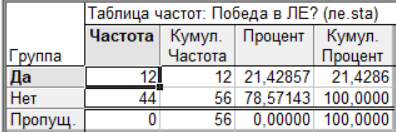 Таблица частот: Победа в ЛЕ? (ле.sta)
Группа Частота Кумул. Частота Процент Кумул. Процент
Да 12 12 21,42857 21,4286
Нет 44 56 78,57143 100,0000
Пропущ. 0 56 0,00000 100,0000